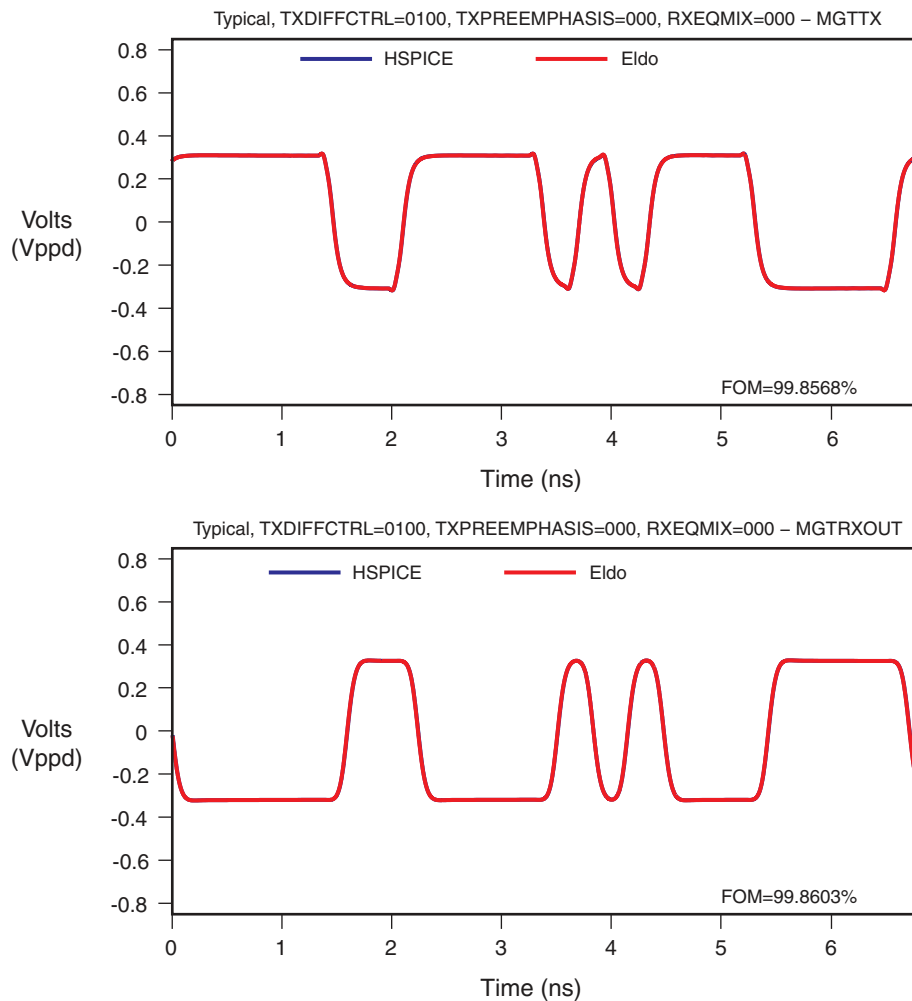 Typical, TXDIFFCTRL=0100, TXPREEMPHASIS=000, RXEQMIX=000 – MGTTX
HSPICE
Eldo
0.8
0.6
0.4
0.2
0
-0.2
-0.4
-0.6
-0.8
Volts
(Vppd)
FOM=99.8568%
0 1 2 3 4 5 6
Time (ns)
Typical, TXDIFFCTRL=0100, TXPREEMPHASIS=000, RXEQMIX=000 – MGTRXOUT
HSPICE
Eldo
0.8
0.6
0.4
0.2
0
-0.2
-0.4
-0.6
-0.8
Volts
(Vppd)
FOM=99.8603%
0 1 2 3 4 5 6
Time (ns)